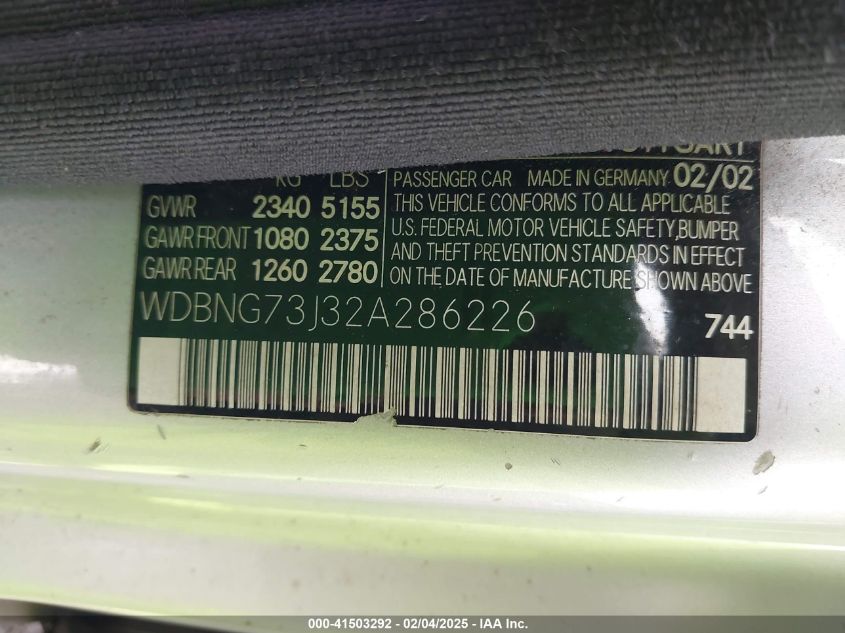 KG LBS
GVWR 2340 5155
GAWR FRONT 1080 2375
GAWR REAR 1260 2780
PASSENGER CAR MADE IN GERMANY 02/02
THIS VEHICLE CONFORMS TO ALL APPLICABLE
U.S. FEDERAL MOTOR VEHICLE SAFETY,BUMPER
AND THEFT PREVENTION STANDARDS IN EFFECT
ON THE DATE OF MANUFACTURE SHOWN ABOVE
WDBNG73J32A286226
744
000-41503292 - 02/04/2025 - IAA Inc.